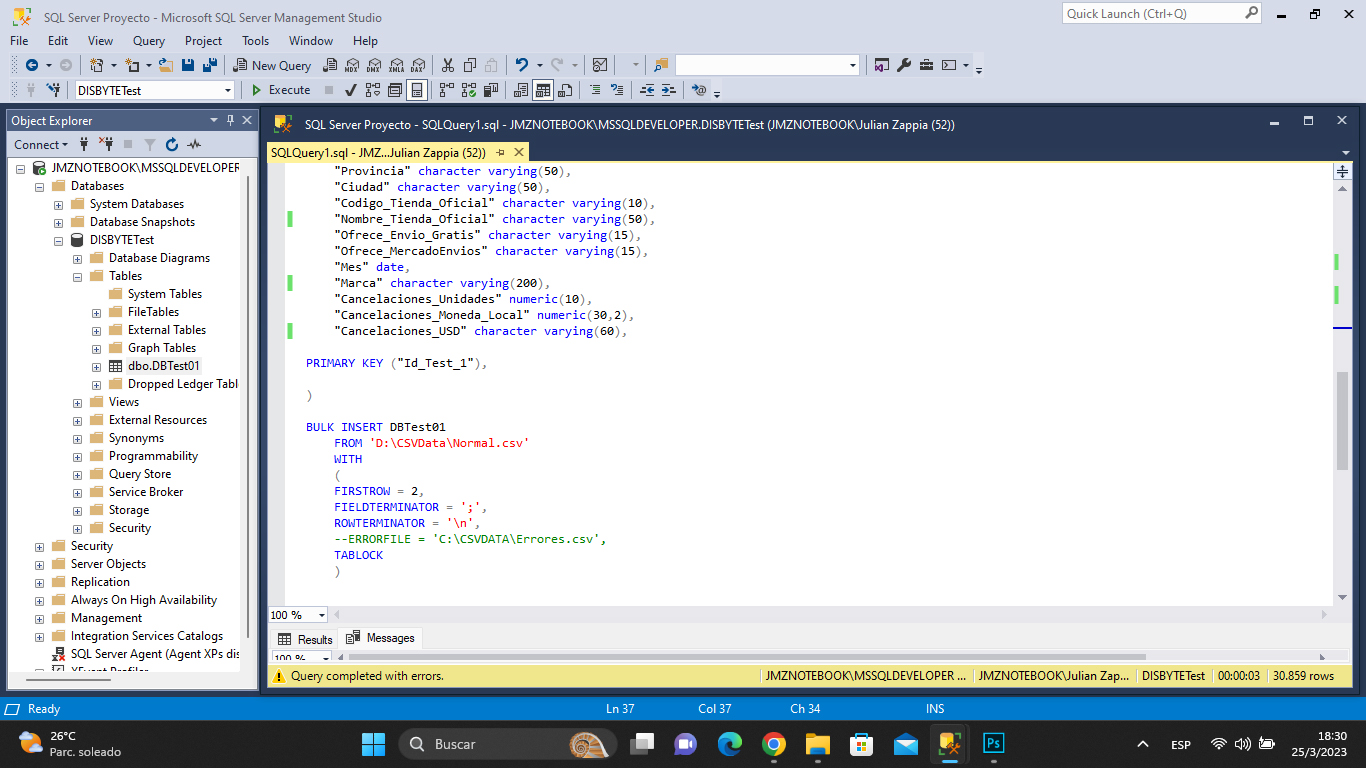 SQL Server Proyecto - Microsoft SQL Server Management Studio
Quick Launch (Ctrl+Q)
File Edit View Query Project Tools Window Help
New Query
MDX DMX XMLA DAX
DISBYTETest
Execute
Object Explorer
Connect
JMZNOTEBOOK\MSSQLDEVELOPER
Databases
System Databases
Database Snapshots
DISBYTETest
Database Diagrams
Tables
System Tables
FileTables
External Tables
Graph Tables
dbo.DBTest01
Dropped Ledger Tabl
Views
External Resources
Synonyms
Programmability
Query Store
Service Broker
Storage
Security
Security
Server Objects
Replication
Always On High Availability
Management
Integration Services Catalogs
SQL Server Agent (Agent XPs dis
XEvent Profiler
SQL Server Proyecto - SQLQuery1.sql - JMZNOTEBOOK\MSSQLDEVELOPER.DISBYTETest (JMZNOTEBOOK\Julian Zappia (52))
SQLQuery1.sql - JMZ...Julian Zappia (52))
"Provincia" character varying(50),
"Ciudad" character varying(50),
"Codigo_Tienda_Oficial" character varying(10),
"Nombre_Tienda_Oficial" character varying(50),
"Ofrece_Envio_Gratis" character varying(15),
"Ofrece_MercadoEnvios" character varying(15),
"Mes" date,
"Marca" character varying(200),
"Cancelaciones_Unidades" numeric(10),
"Cancelaciones_Moneda_Local" numeric(30,2),
"Cancelaciones_USD" character varying(60),
PRIMARY KEY ("Id_Test_1"),
)
BULK INSERT DBTest01
FROM 'D:\CSVData\Normal.csv'
WITH
(
FIRSTROW = 2,
FIELDTERMINATOR = ';',
ROWTERMINATOR = '\n',
--ERRORFILE = 'C:\CSVDATA\Errores.csv',
TABLOCK
)
100 %
Results Messages
100 %
Query completed with errors. JMZNOTEBOOK\MSSQLDEVELOPER ... JMZNOTEBOOK\Julian Zap... DISBYTETest 00:00:03 30.859 rows
Ready Ln 37 Col 37 Ch 34 INS
26°C
Parc. soleado
Buscar
Ps
ESP
18:30
25/3/2023